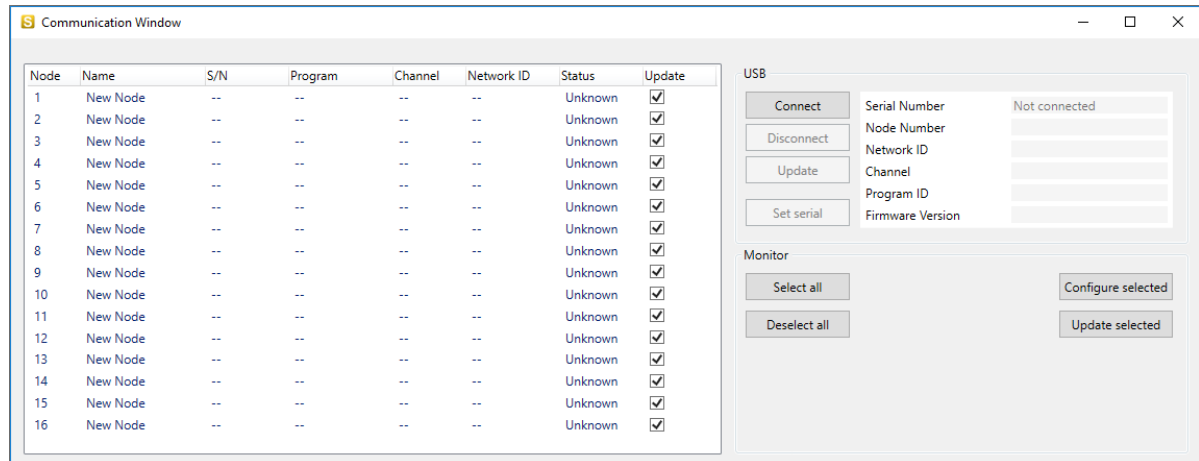 S Communication Window
Node Name S/N Program Channel Network ID Status Update
1 New Node -- -- -- -- Unknown
2 New Node -- -- -- -- Unknown
3 New Node -- -- -- -- Unknown
4 New Node -- -- -- -- Unknown
5 New Node -- -- -- -- Unknown
6 New Node -- -- -- -- Unknown
7 New Node -- -- -- -- Unknown
8 New Node -- -- -- -- Unknown
9 New Node -- -- -- -- Unknown
10 New Node -- -- -- -- Unknown
11 New Node -- -- -- -- Unknown
12 New Node -- -- -- -- Unknown
13 New Node -- -- -- -- Unknown
14 New Node -- -- -- -- Unknown
15 New Node -- -- -- -- Unknown
16 New Node -- -- -- -- Unknown
USB
Connect
Disconnect
Update
Set serial
Serial Number Not connected
Node Number
Network ID
Channel
Program ID
Firmware Version
Monitor
Select all
Configure selected
Deselect all
Update selected